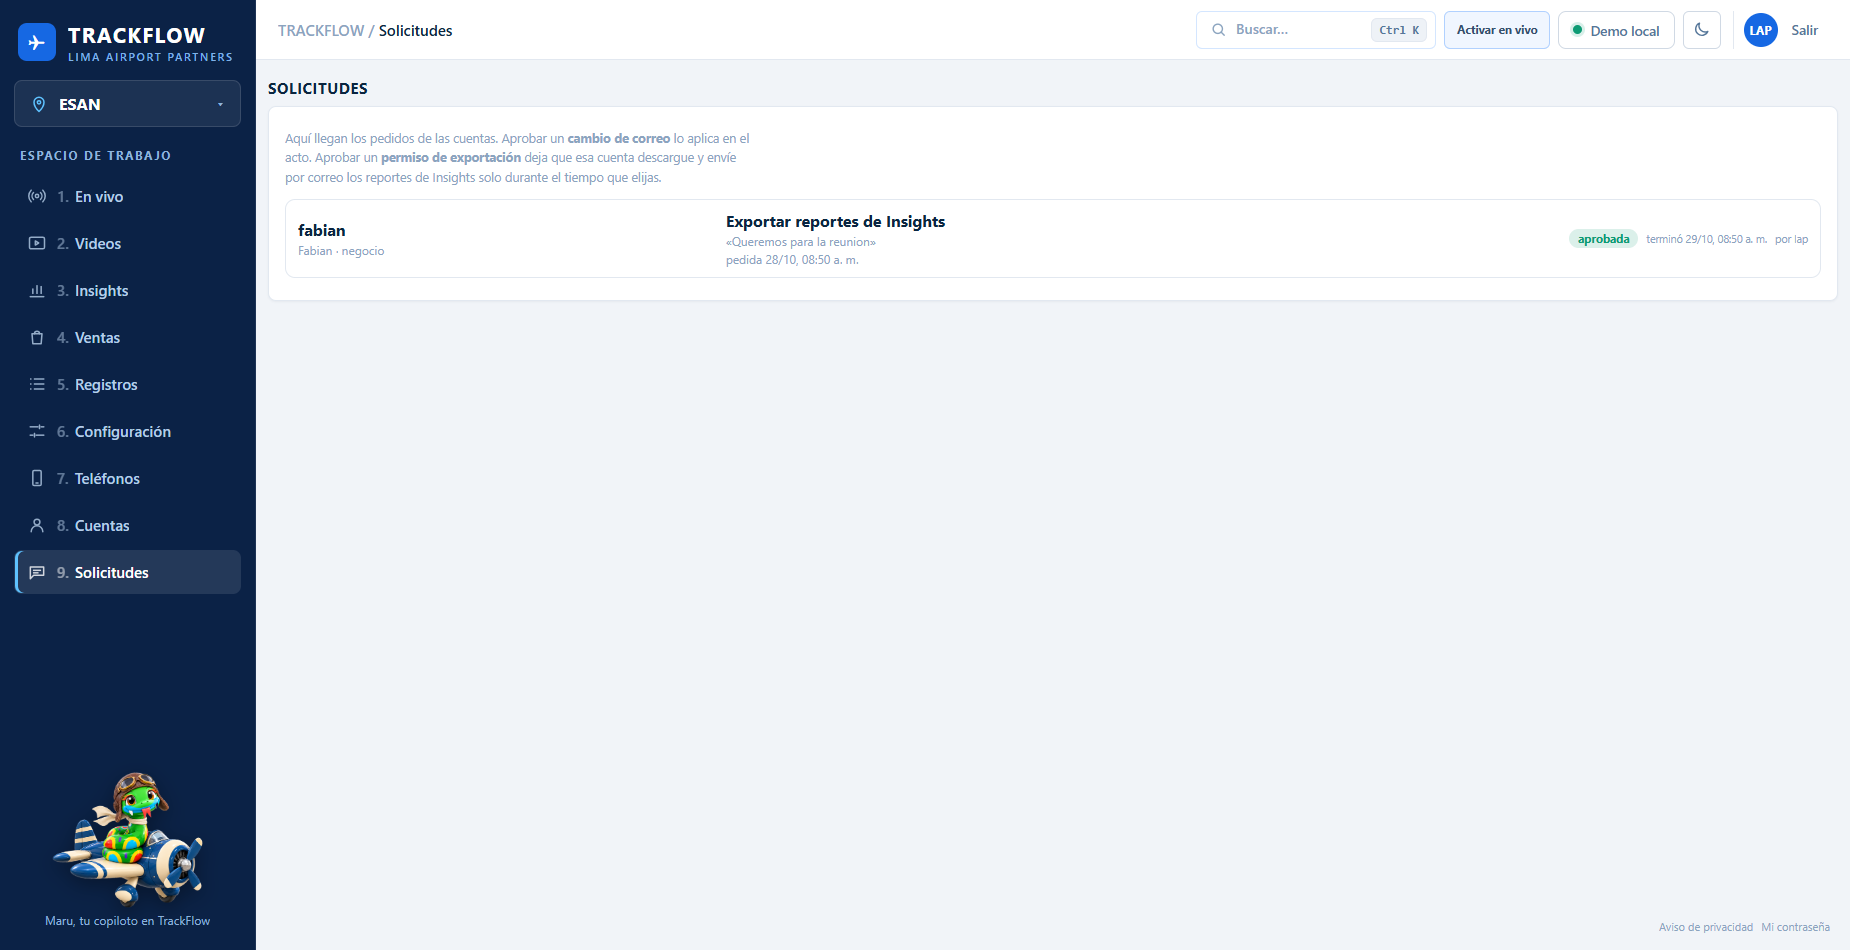 TRACKFLOW
LIMA AIRPORT PARTNERS
ESAN
ESPACIO DE TRABAJO
1. En vivo
2. Videos
3. Insights
4. Ventas
5. Registros
6. Configuración
7. Teléfonos
8. Cuentas
9. Solicitudes
Maru, tu copiloto en TrackFlow
TRACKFLOW / Solicitudes
Buscar...
Ctrl K
Activar en vivo
Demo local
LAP
Salir
SOLICITUDES
Aquí llegan los pedidos de las cuentas. Aprobar un cambio de correo lo aplica en el
acto. Aprobar un permiso de exportación deja que esa cuenta descargue y envíe
por correo los reportes de Insights solo durante el tiempo que elijas.
fabian
Fabian · negocio
Exportar reportes de Insights
«Queremos para la reunion»
pedida 28/10, 08:50 a. m.
aprobada
terminó 29/10, 08:50 a. m.
por lap
Aviso de privacidad
Mi contraseña